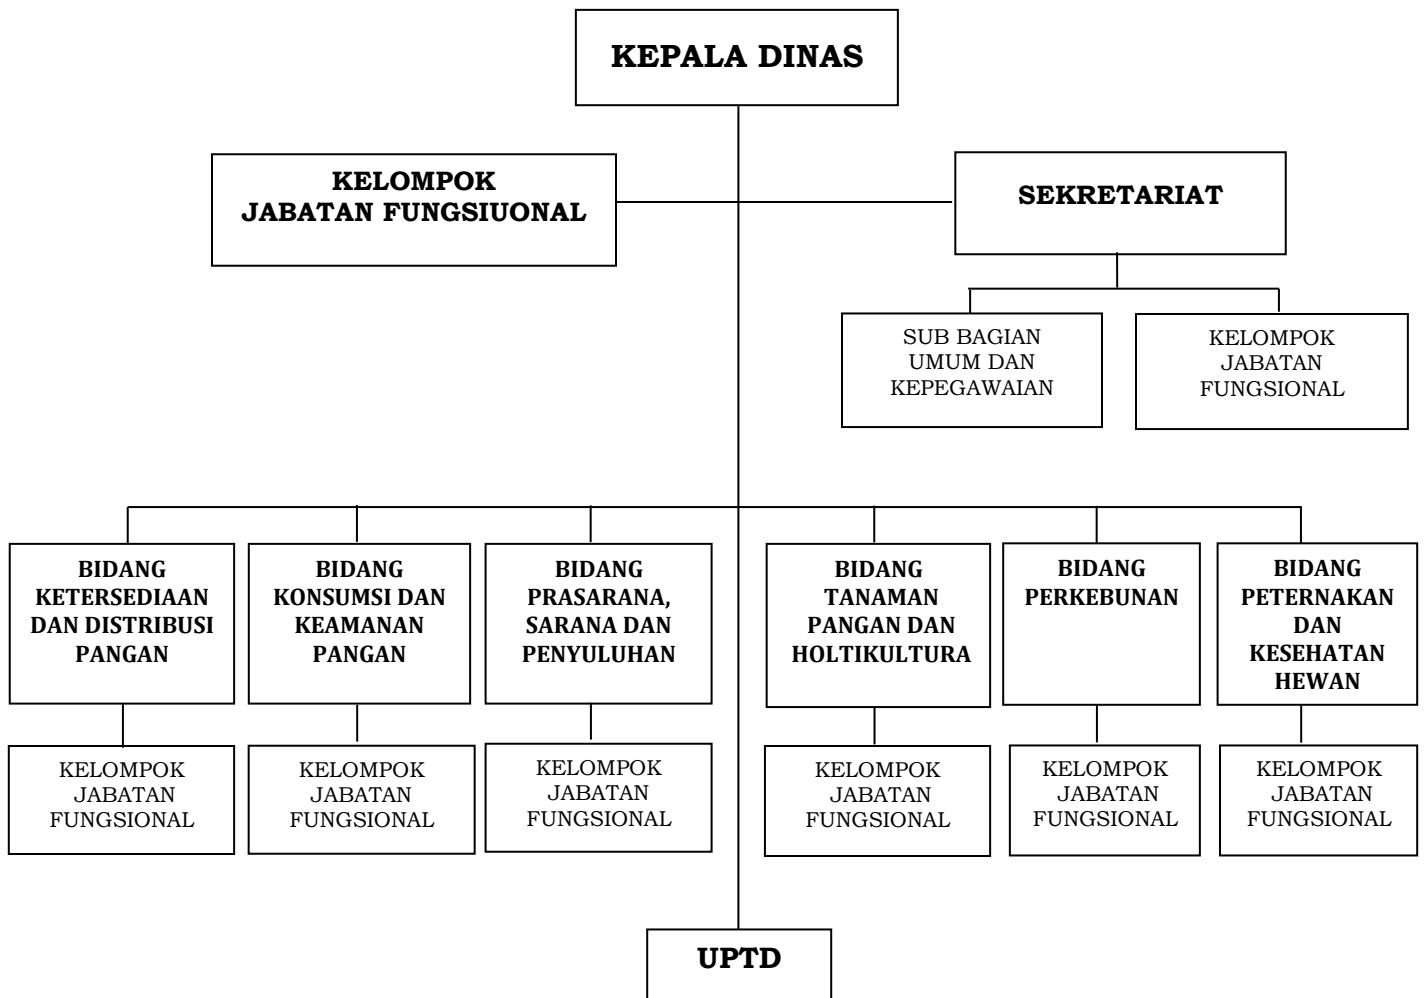 KEPALA DINAS
KELOMPOK
JABATAN FUNGSIUONAL
SEKRETARIAT
SUB BAGIAN
UMUM DAN
KEPEGAWAIAN
KELOMPOK
JABATAN
FUNGSIONAL
BIDANG
KETERSEDIAAN
DAN DISTRIBUSI
PANGAN
BIDANG
KONSUMSI DAN
KEAMANAN
PANGAN
BIDANG
PRASARANA,
SARANA DAN
PENYULUHAN
BIDANG
TANAMAN
PANGAN DAN
HOLTIKULTURA
BIDANG
PERKEBUNAN
BIDANG
PETERNAKAN
DAN
KESEHATAN
HEWAN
KELOMPOK
JABATAN
FUNGSIONAL
KELOMPOK
JABATAN
FUNGSIONAL
KELOMPOK
JABATAN
FUNGSIONAL
KELOMPOK
JABATAN
FUNGSIONAL
KELOMPOK
JABATAN
FUNGSIONAL
KELOMPOK
JABATAN
FUNGSIONAL
UPTD